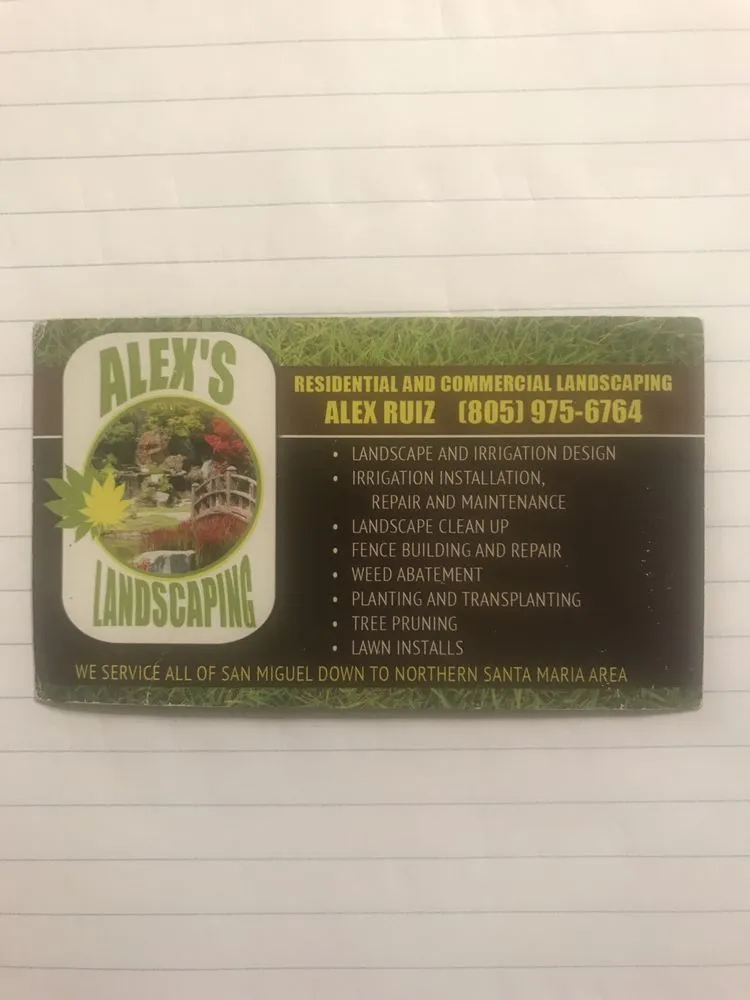 ALEX'S
LANDSCAPING
RESIDENTIAL AND COMMERCIAL LANDSCAPING
ALEX RUIZ (805) 975-6764
• LANDSCAPE AND IRRIGATION DESIGN
• IRRIGATION INSTALLATION,
REPAIR AND MAINTENANCE
• LANDSCAPE CLEAN UP
• FENCE BUILDING AND REPAIR
• WEED ABATEMENT
• PLANTING AND TRANSPLANTING
• TREE PRUNING
• LAWN INSTALLS
WE SERVICE ALL OF SAN MIGUEL DOWN TO NORTHERN SANTA MARIA AREA